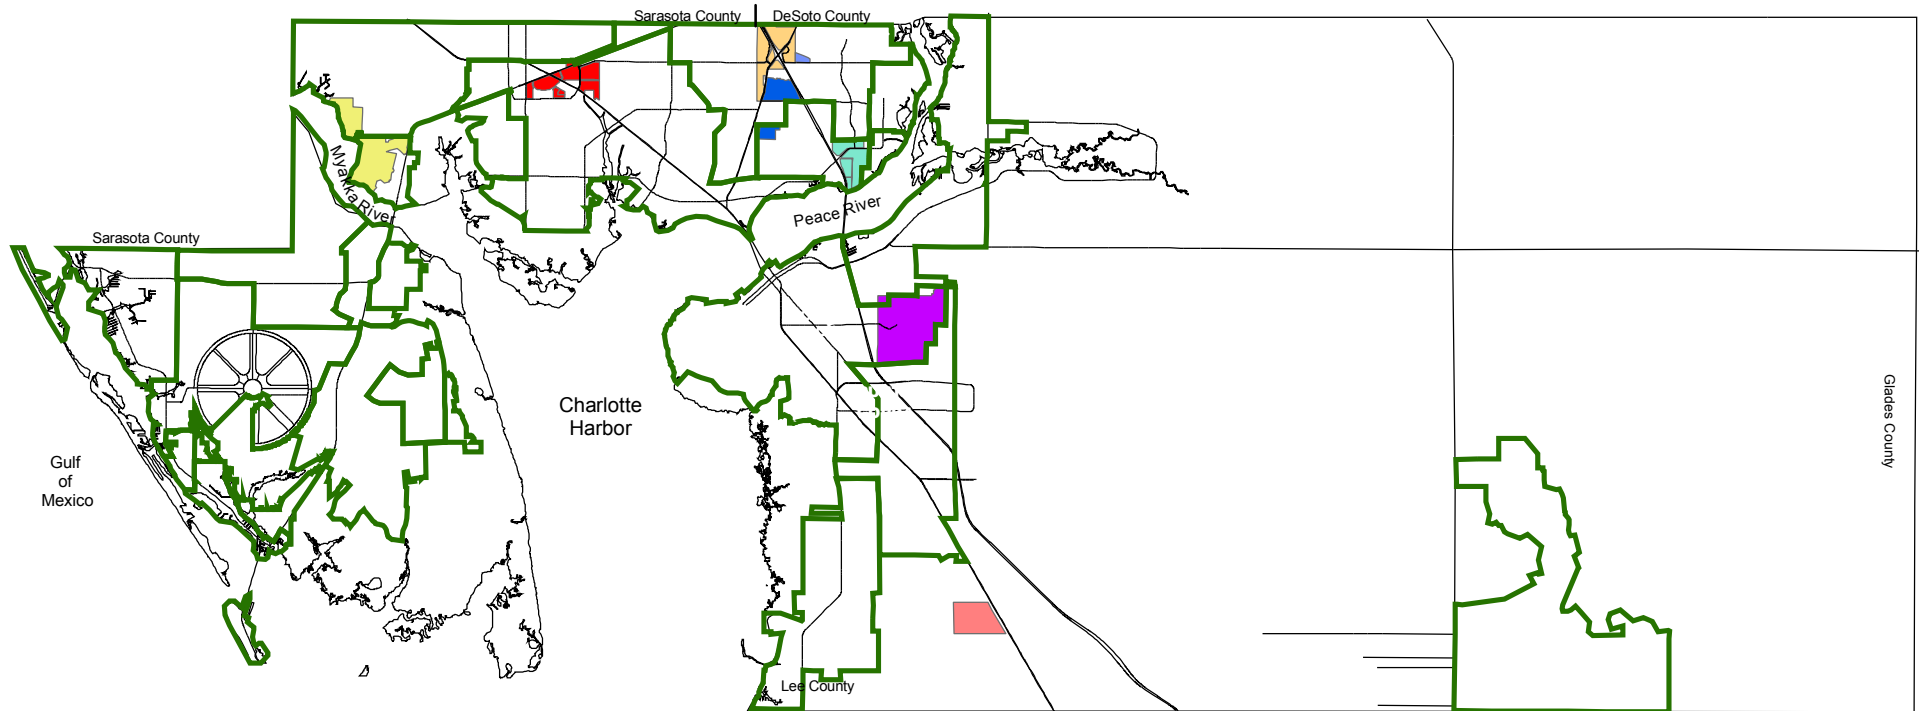 Sarasota County
DeSoto County
Myakka River
Peace River
Sarasota County
Charlotte
Harbor
Gulf
of
Mexico
Glades County
Lee County